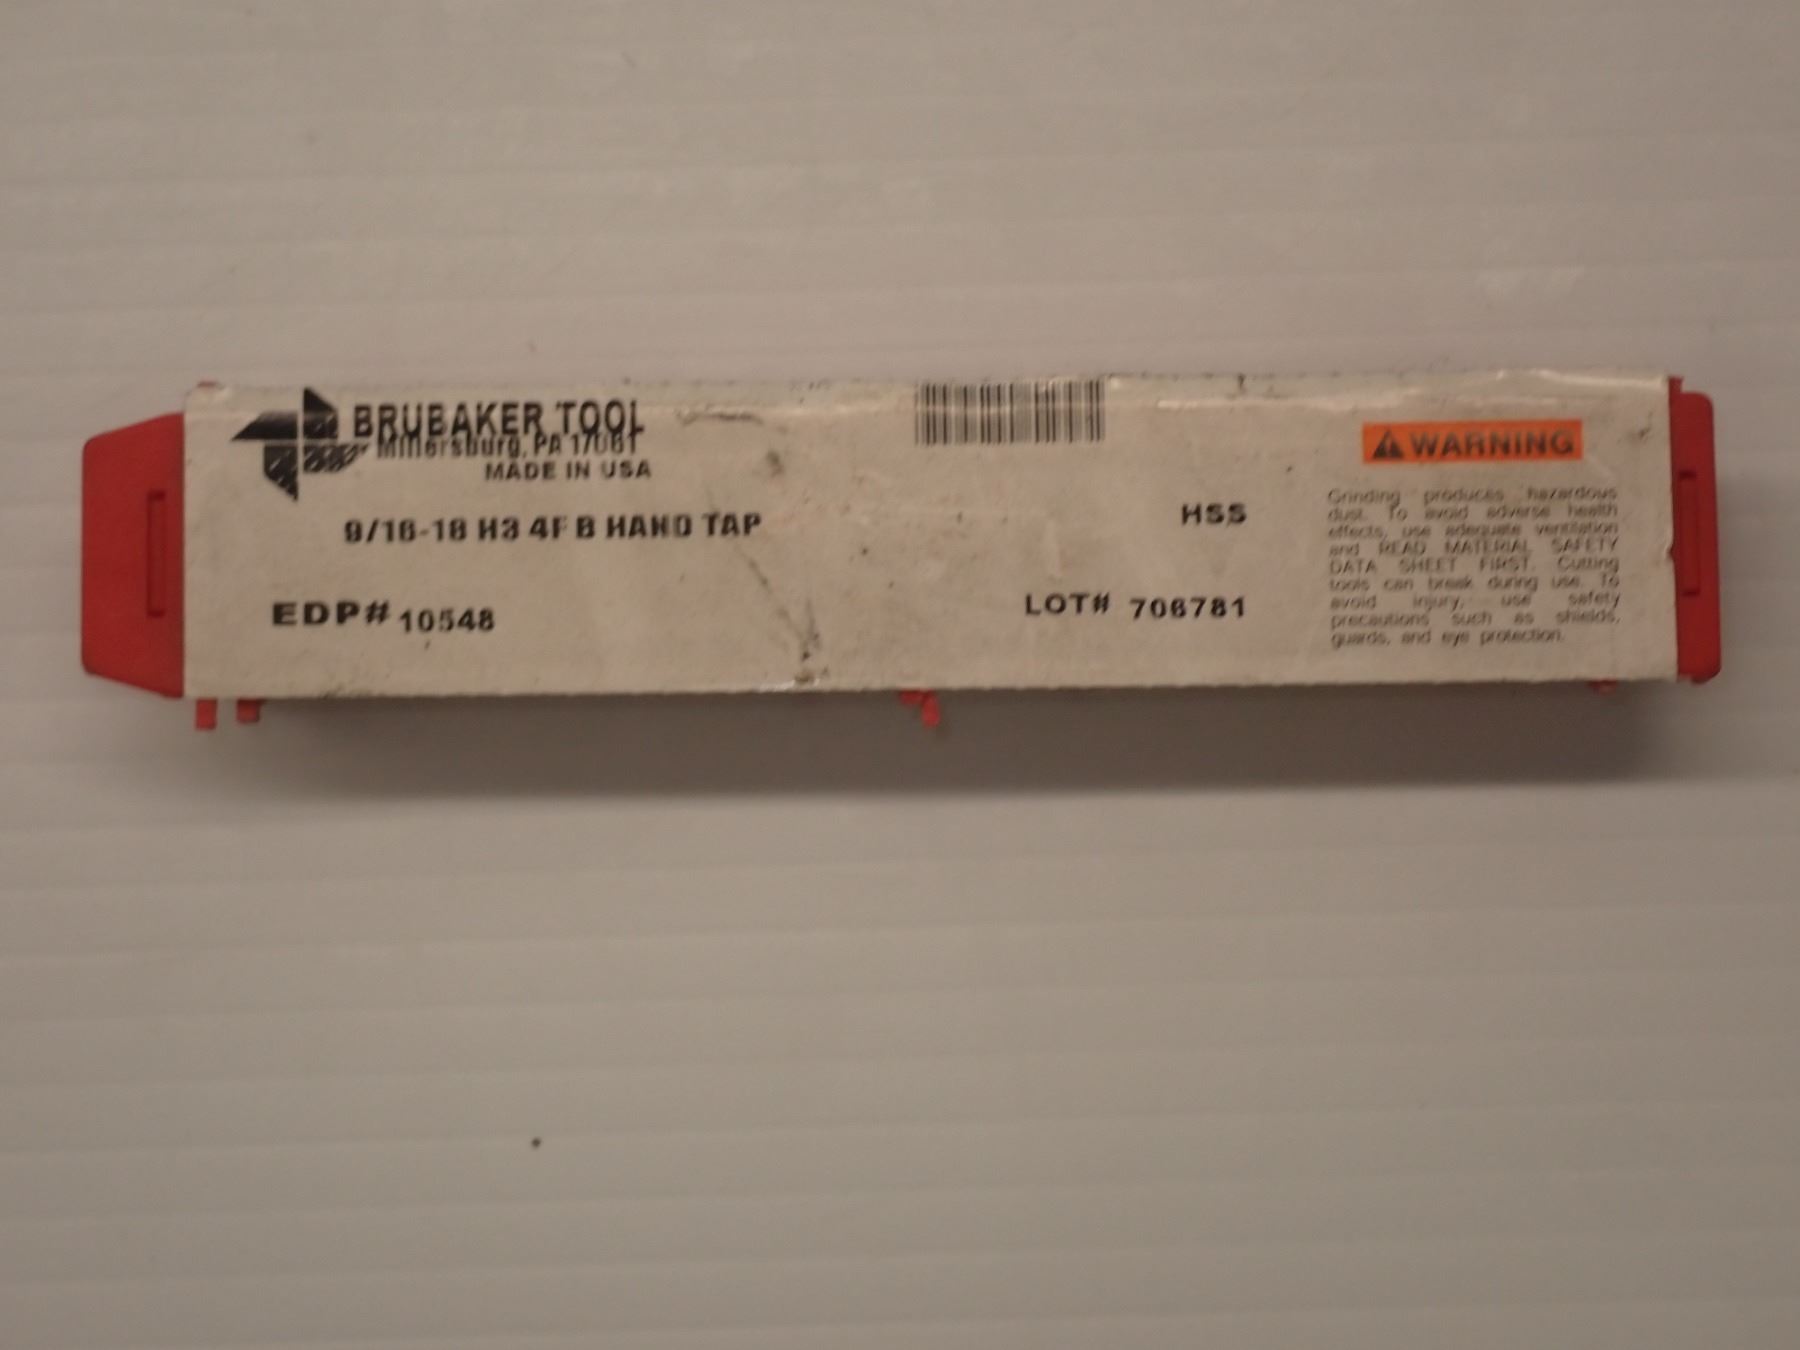 BRUBAKER TOOL
Millersburg, PA 17061
MADE IN USA
9/16-18 H3 4F B HAND TAP
HSS
EDP# 10548
LOT# 706781
WARNING
Grinding produces hazardous
dust. To avoid adverse health
effects, use adequate ventilation
and READ MATERIAL SAFETY
DATA SHEET FIRST. Cutting
tools can break during use. To
avoid injury, use safety
precautions such as shields,
guards, and eye protection.